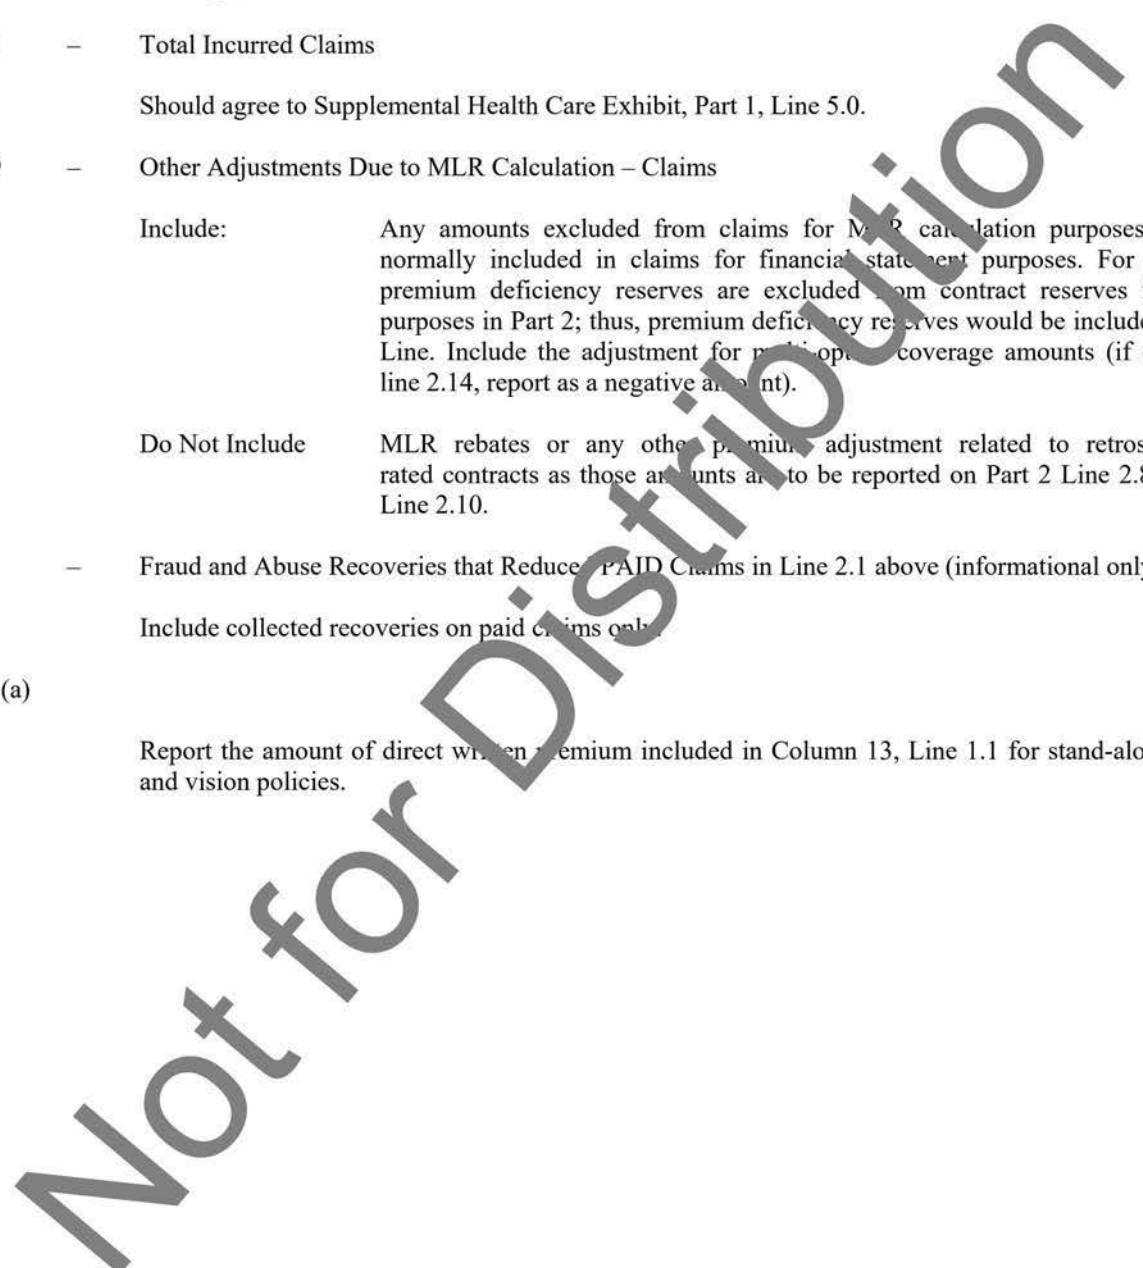 – Total Incurred Claims
Should agree to Supplemental Health Care Exhibit, Part 1, Line 5.0.
– Other Adjustments Due to MLR Calculation – Claims
Include: Any amounts excluded from claims for MLR calculation purposes
normally included in claims for financial statement purposes. For
premium deficiency reserves are excluded from contract reserves
purposes in Part 2; thus, premium deficiency reserves would be include
Line. Include the adjustment for multi-option coverage amounts (if
line 2.14, report as a negative amount).
Do Not Include MLR rebates or any other premium adjustment related to retros
rated contracts as those amounts are to be reported on Part 2 Line 2.8
Line 2.10.
– Fraud and Abuse Recoveries that Reduced PAID Claims in Line 2.1 above (informational only
Include collected recoveries on paid claims only.
(a)
Report the amount of direct written premium included in Column 13, Line 1.1 for stand-alo
and vision policies.
Not for Distribution